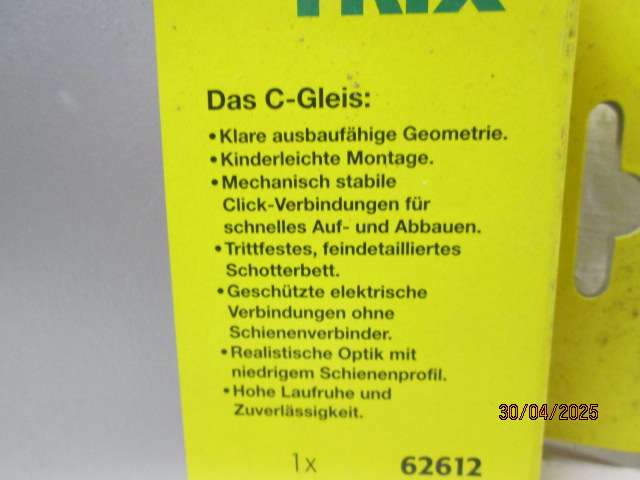 TRIX
Das C-Gleis:
•Klare ausbaufähige Geometrie.
•Kinderleichte Montage.
•Mechanisch stabile
Click-Verbindungen für
schnelles Auf- und Abbauen.
•Trittfestes, feindetailliertes
Schotterbett.
•Geschützte elektrische
Verbindungen ohne
Schienenverbinder.
•Realistische Optik mit
niedrigem Schienenprofil.
•Hohe Laufruhe und
Zuverlässigkeit.
1x 62612
30/04/2025